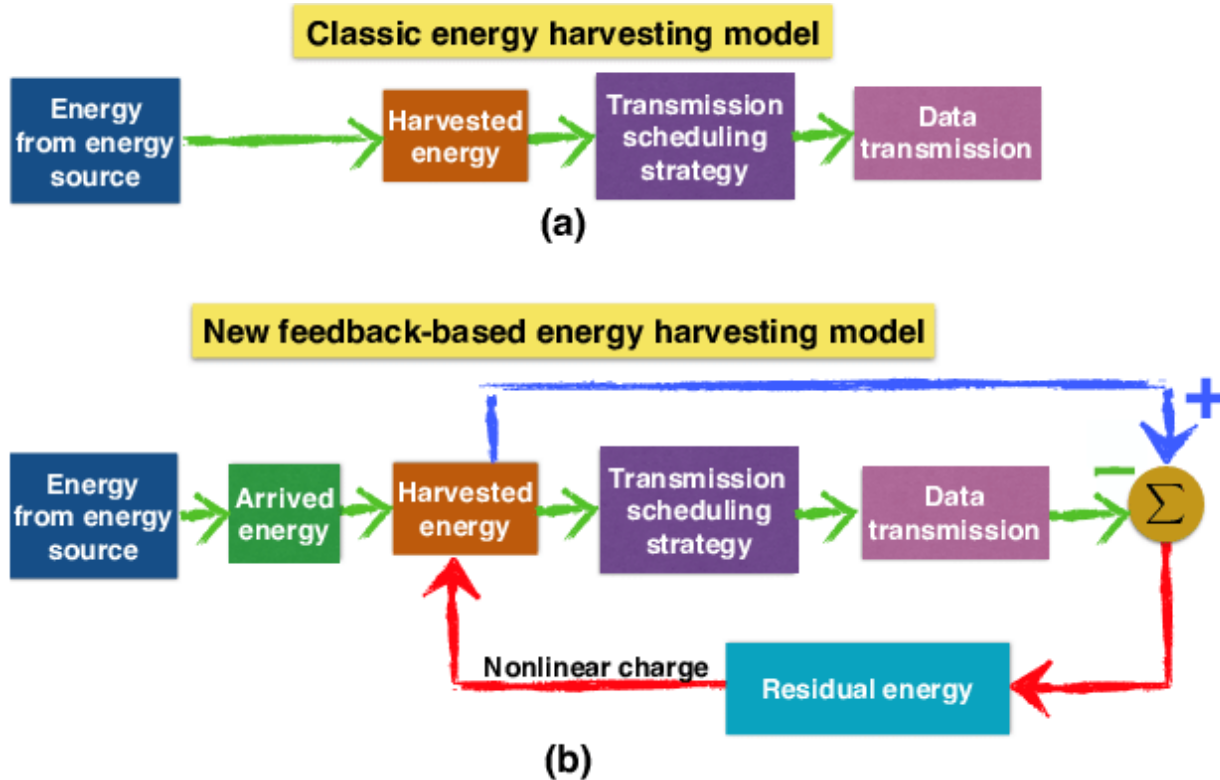 Classic energy harvesting model
Energy
from energy
source
Harvested
energy
Transmission
scheduling
strategy
Data
transmission
(a)
New feedback-based energy harvesting model
+
Energy
from energy
source
Arrived
energy
Harvested
energy
Transmission
scheduling
strategy
Data
transmission
−
Σ
Nonlinear charge
Residual energy
(b)